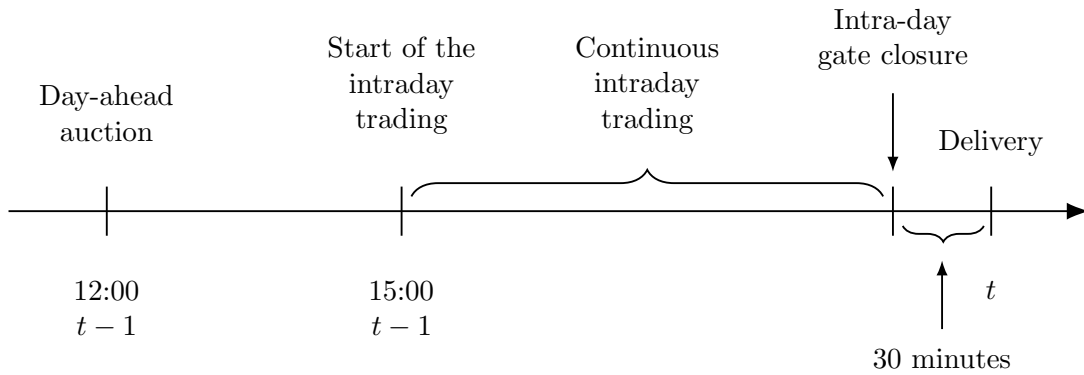 Day-ahead
auction
Start of the
intraday
trading
Continuous
intraday
trading
Intra-day
gate closure
Delivery
12:00
t − 1
15:00
t − 1
t
30 minutes